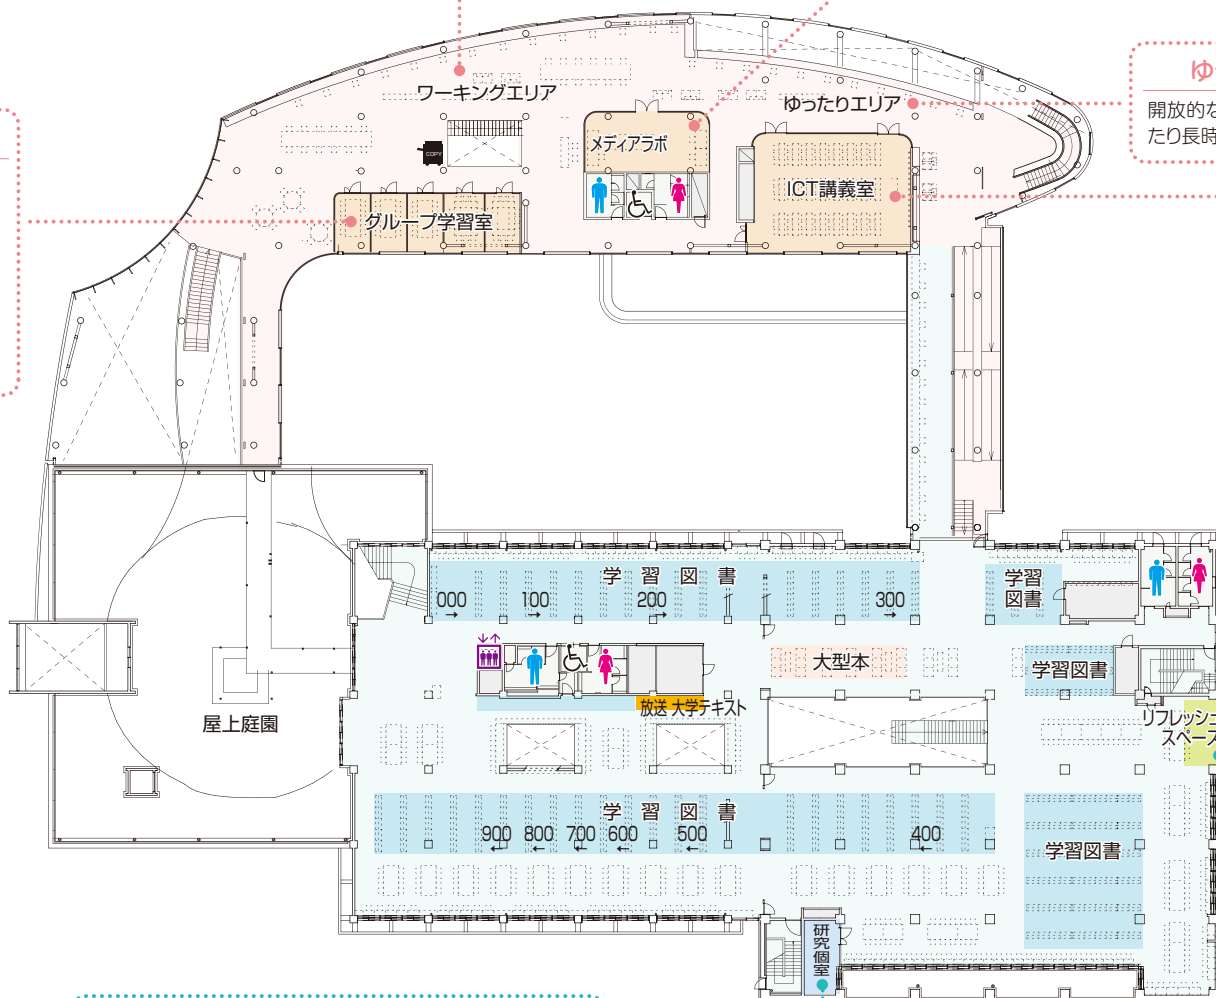 ワーキングエリア
ゆったりエリア
ゆ
開放的な
たり長時
メディアラボ
COPY
ICT講義室
グループ学習室
学習図書
000
100
200
300
学習
図書
大型本
学習図書
放送大学テキスト
屋上庭園
リフレッシュ
スペース
学習図書
900
800
700
600
500
400
学習図書
研究個室